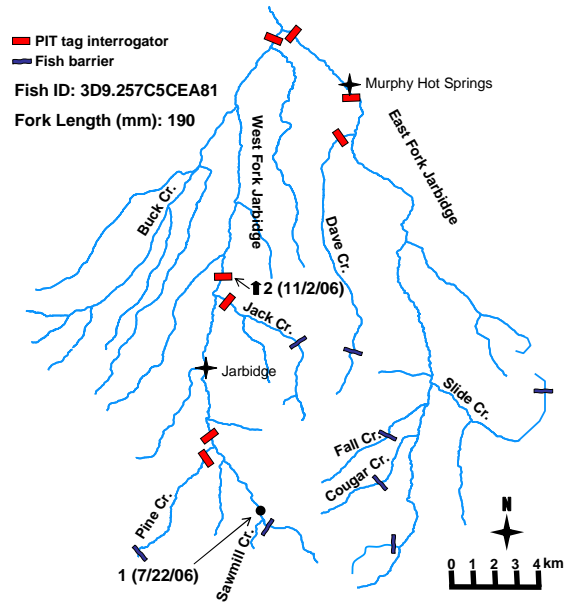 PIT tag interrogator
Fish barrier
Fish ID: 3D9.257C5CEA81
Fork Length (mm): 190
Murphy Hot Springs
West Fork Jarbidge
East Fork Jarbidge
Buck Cr.
Dave Cr.
2 (11/2/06)
Jack Cr.
Jarbidge
Slide Cr.
Fall Cr.
Cougar Cr.
Pine Cr.
Sawmill Cr.
1 (7/22/06)
N
0 1 2 3 4 km